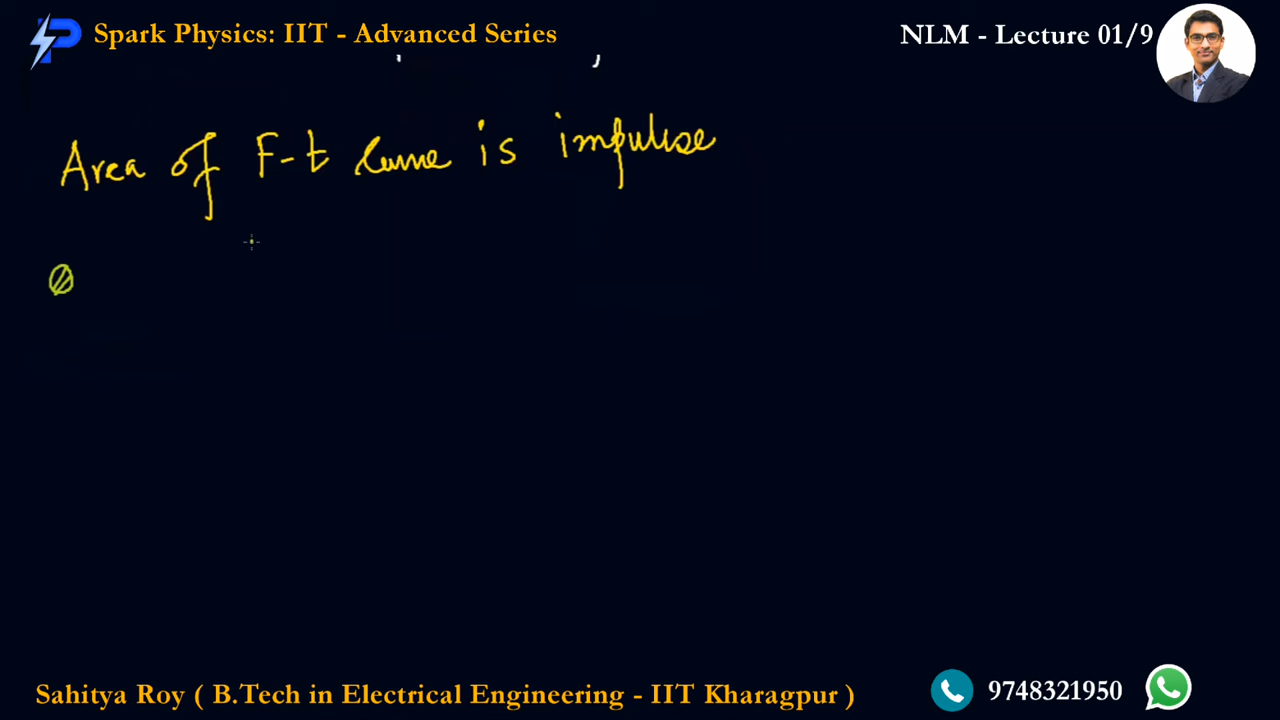 Spark Physics: IIT - Advanced Series
NLM - Lecture 01/9
Area of F-t curve is impulse
Sahitya Roy ( B.Tech in Electrical Engineering - IIT Kharagpur )
9748321950